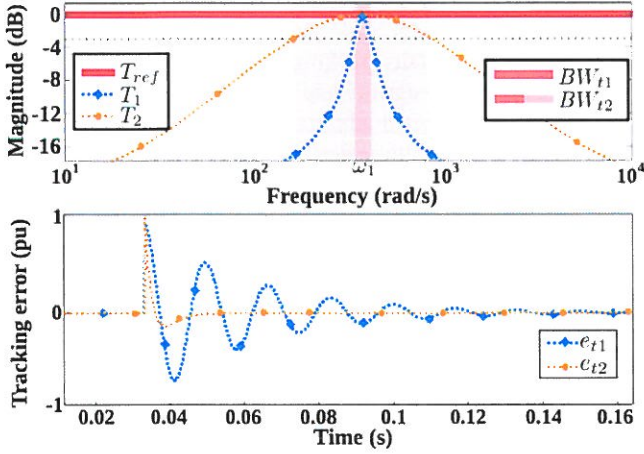 Magnitude (dB)
0
-4
-8
-12
-16
T_ref
T_1
T_2
BW_t1
BW_t2
10^1
10^2
ω_1
10^3
10^4
Frequency (rad/s)
Tracking error (pu)
1
0
-1
e_t1
e_t2
0.02
0.04
0.06
0.08
0.1
0.12
0.14
0.16
Time (s)